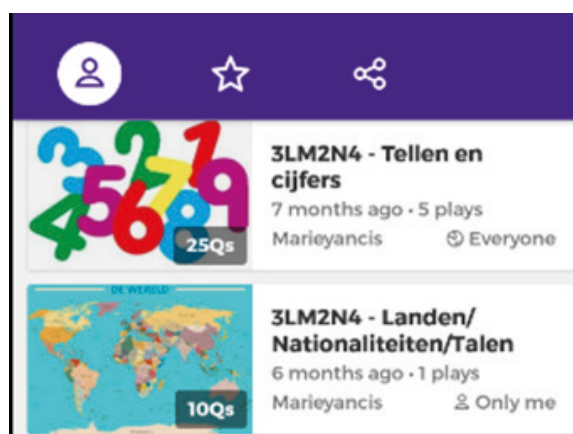 3LM2N4 - Tellen en
cijfers
7 months ago • 5 plays
Marieyancis Everyone
25Qs
DE WERELD
3LM2N4 - Landen/
Nationaliteiten/Talen
6 months ago • 1 plays
Marieyancis Only me
10Qs